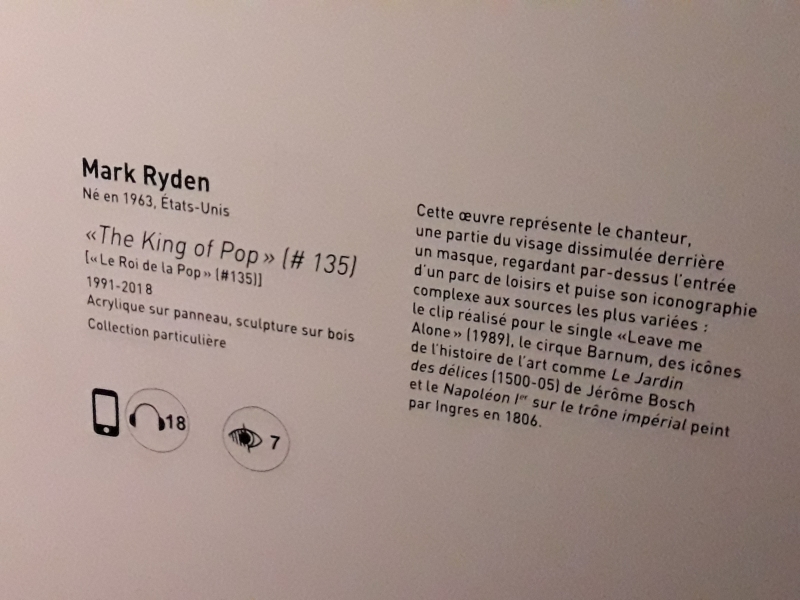 Mark Ryden
Né en 1963, États-Unis
«The King of Pop» (# 135)
[«Le Roi de la Pop» (#135)]
1991-2018
Acrylique sur panneau, sculpture sur bois
Collection particulière
18
7
Cette œuvre représente le chanteur,
une partie du visage dissimulée derrière
un masque, regardant par-dessus l'entrée
d'un parc de loisirs et puise son iconographie
complexe aux sources les plus variées :
le clip réalisé pour le single «Leave me
Alone» (1989), le cirque Barnum, des icônes
de l'histoire de l'art comme Le Jardin
des délices (1500-05) de Jérôme Bosch
et le Napoléon Ier sur le trône impérial peint
par Ingres en 1806.